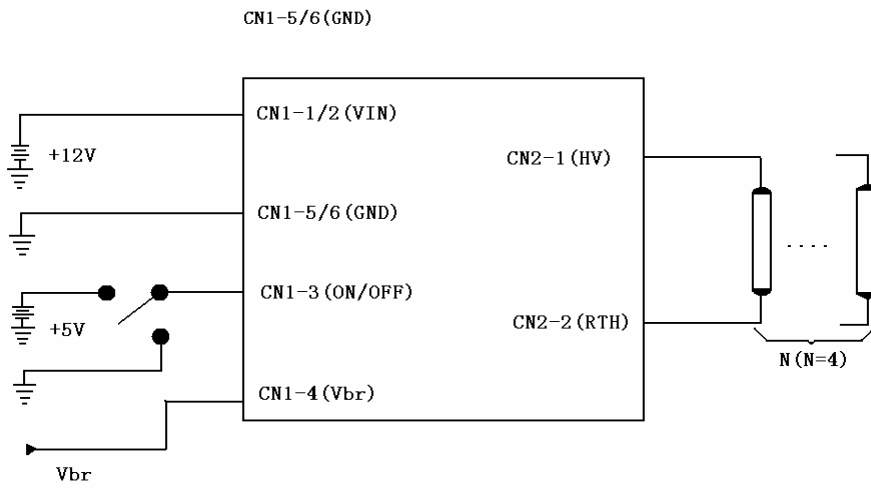 CN1-5/6(GND)
CN1-1/2(VIN)
+12V
CN2-1(HV)
CN1-5/6(GND)
....
CN1-3(ON/OFF)
+5V
CN2-2(RTH)
N(N=4)
CN1-4(Vbr)
Vbr